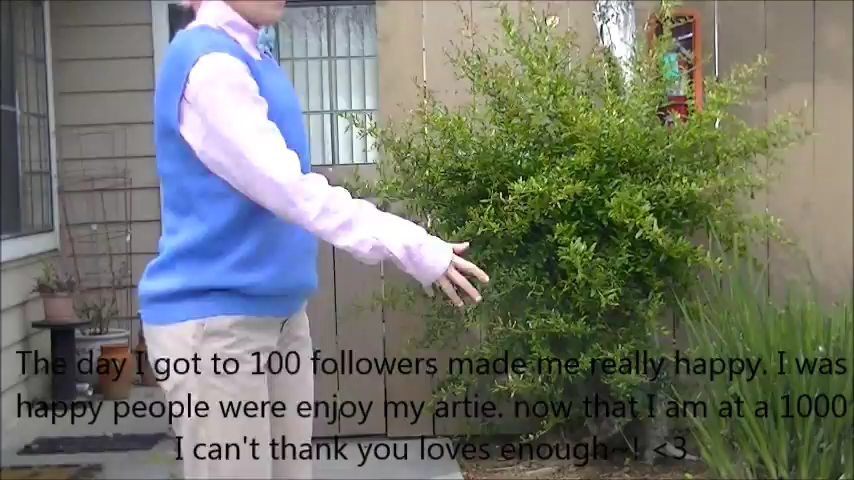 The day I got to 100 followers made me really happy. I was
happy people were enjoy my artie. now that I am at a 1000
I can't thank you loves enough~! <3